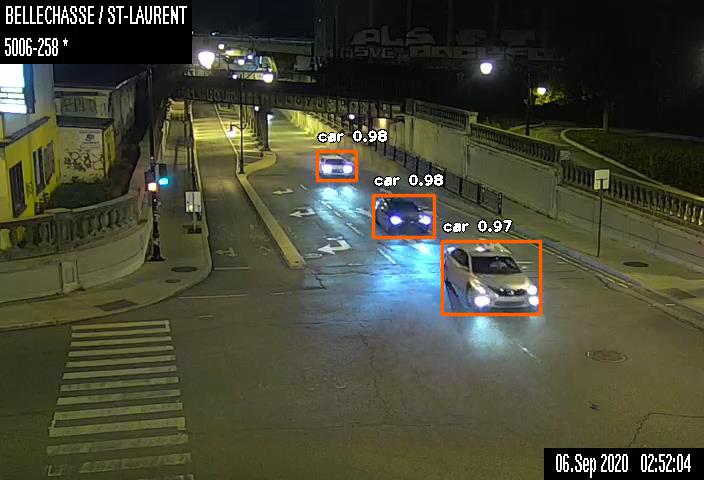 BELLECHASSE / ST-LAURENT
5006-258 *
car 0.98
car 0.98
car 0.97
06.Sep 2020 02:52:04